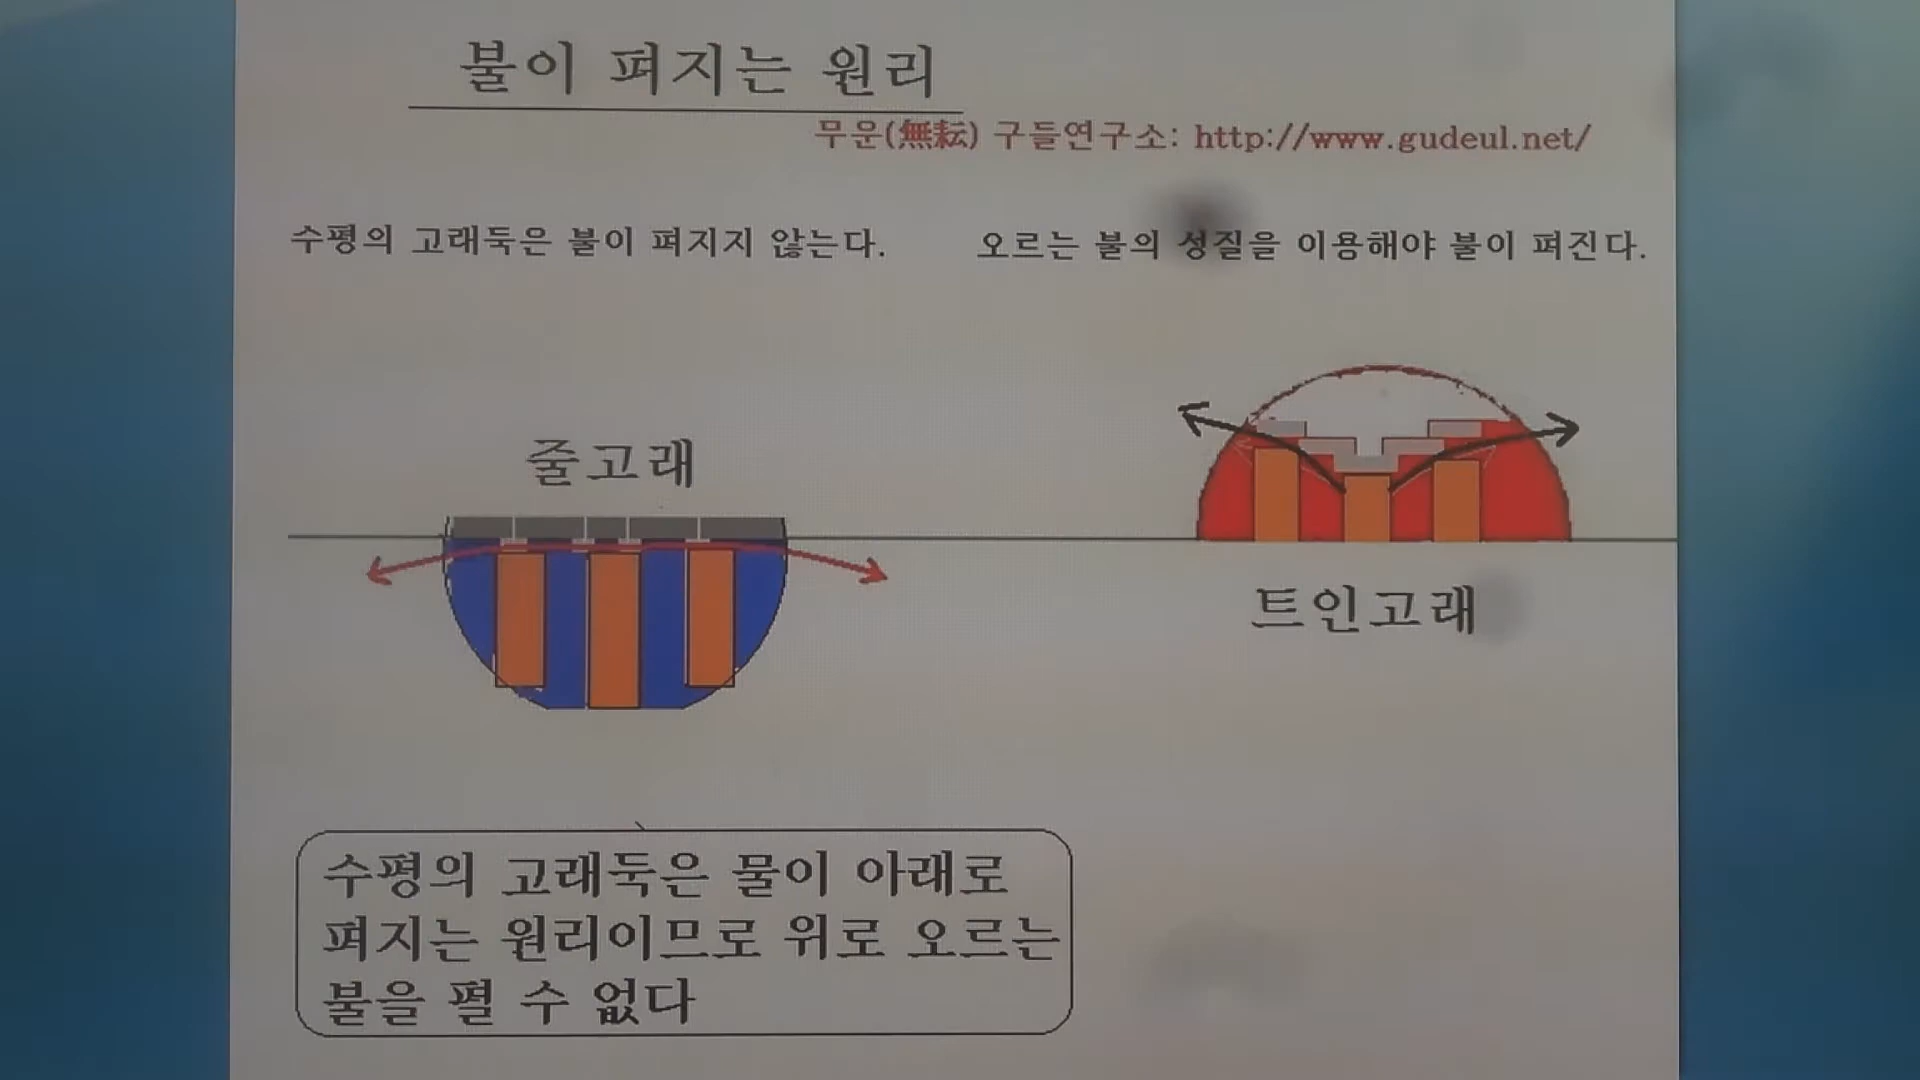 불이 펴지는 원리
무운(無耘) 구들연구소: http://www.gudeul.net/
수평의 고래둑은 불이 펴지지 않는다.
오르는 불의 성질을 이용해야 불이 펴진다.
줄고래
트인고래
수평의 고래둑은 물이 아래로
펴지는 원리이므로 위로 오르는
불을 펼 수 없다